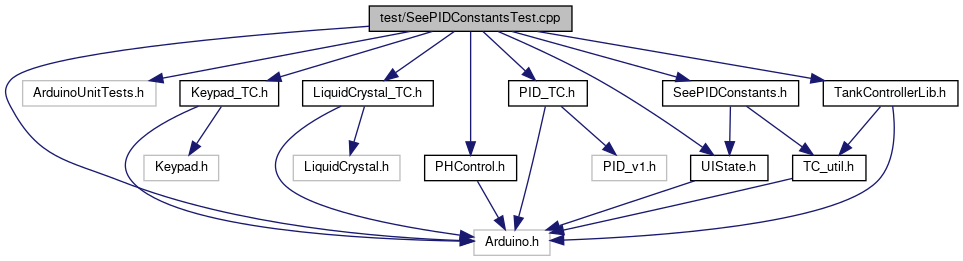 test/SeePIDConstantsTest.cpp
ArduinoUnitTests.h
Keypad_TC.h
LiquidCrystal_TC.h
PID_TC.h
SeePIDConstants.h
TankControllerLib.h
Keypad.h
LiquidCrystal.h
PHControl.h
PID_v1.h
UIState.h
TC_util.h
Arduino.h